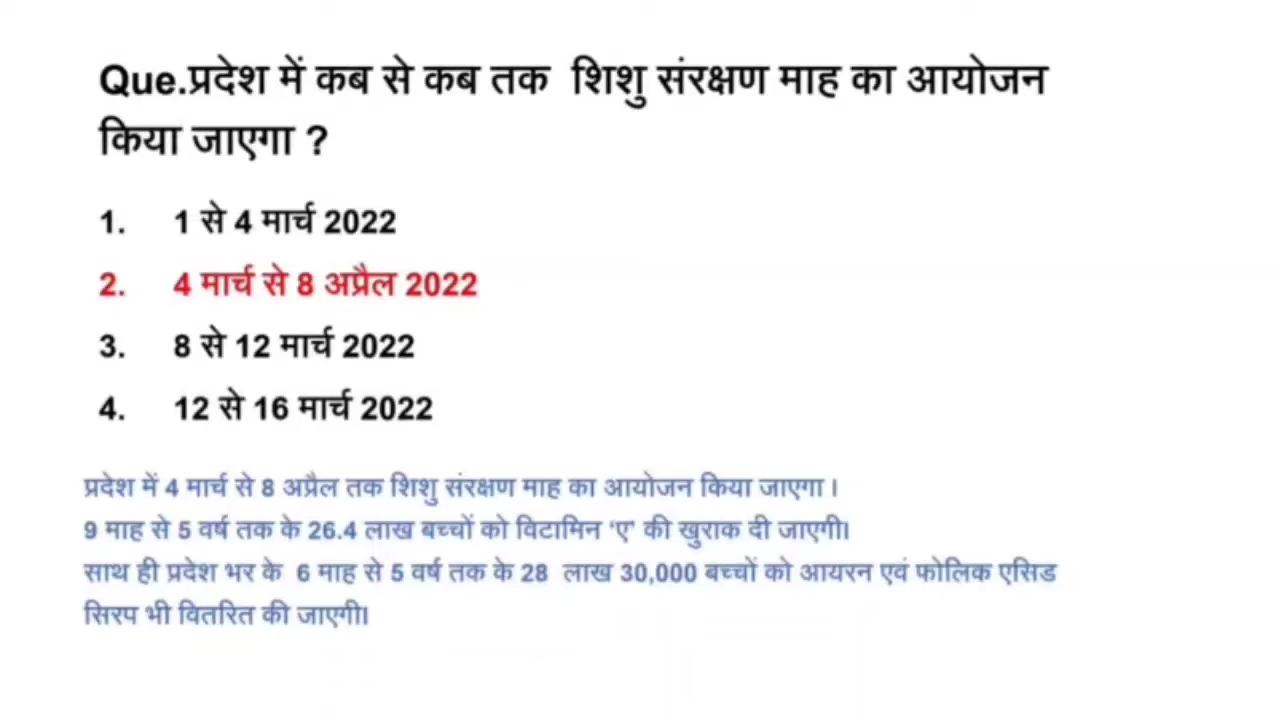 Que.प्रदेश में कब से कब तक शिशु संरक्षण माह का आयोजन
किया जाएगा ?
1. 1 से 4 मार्च 2022
2. 4 मार्च से 8 अप्रैल 2022
3. 8 से 12 मार्च 2022
4. 12 से 16 मार्च 2022
प्रदेश में 4 मार्च से 8 अप्रैल तक शिशु संरक्षण माह का आयोजन किया जाएगा ।
9 माह से 5 वर्ष तक के 26.4 लाख बच्चों को विटामिन ‘ए’ की खुराक दी जाएगी।
साथ ही प्रदेश भर के 6 माह से 5 वर्ष तक के 28 लाख 30,000 बच्चों को आयरन एवं फोलिक एसिड
सिरप भी वितरित की जाएगी।